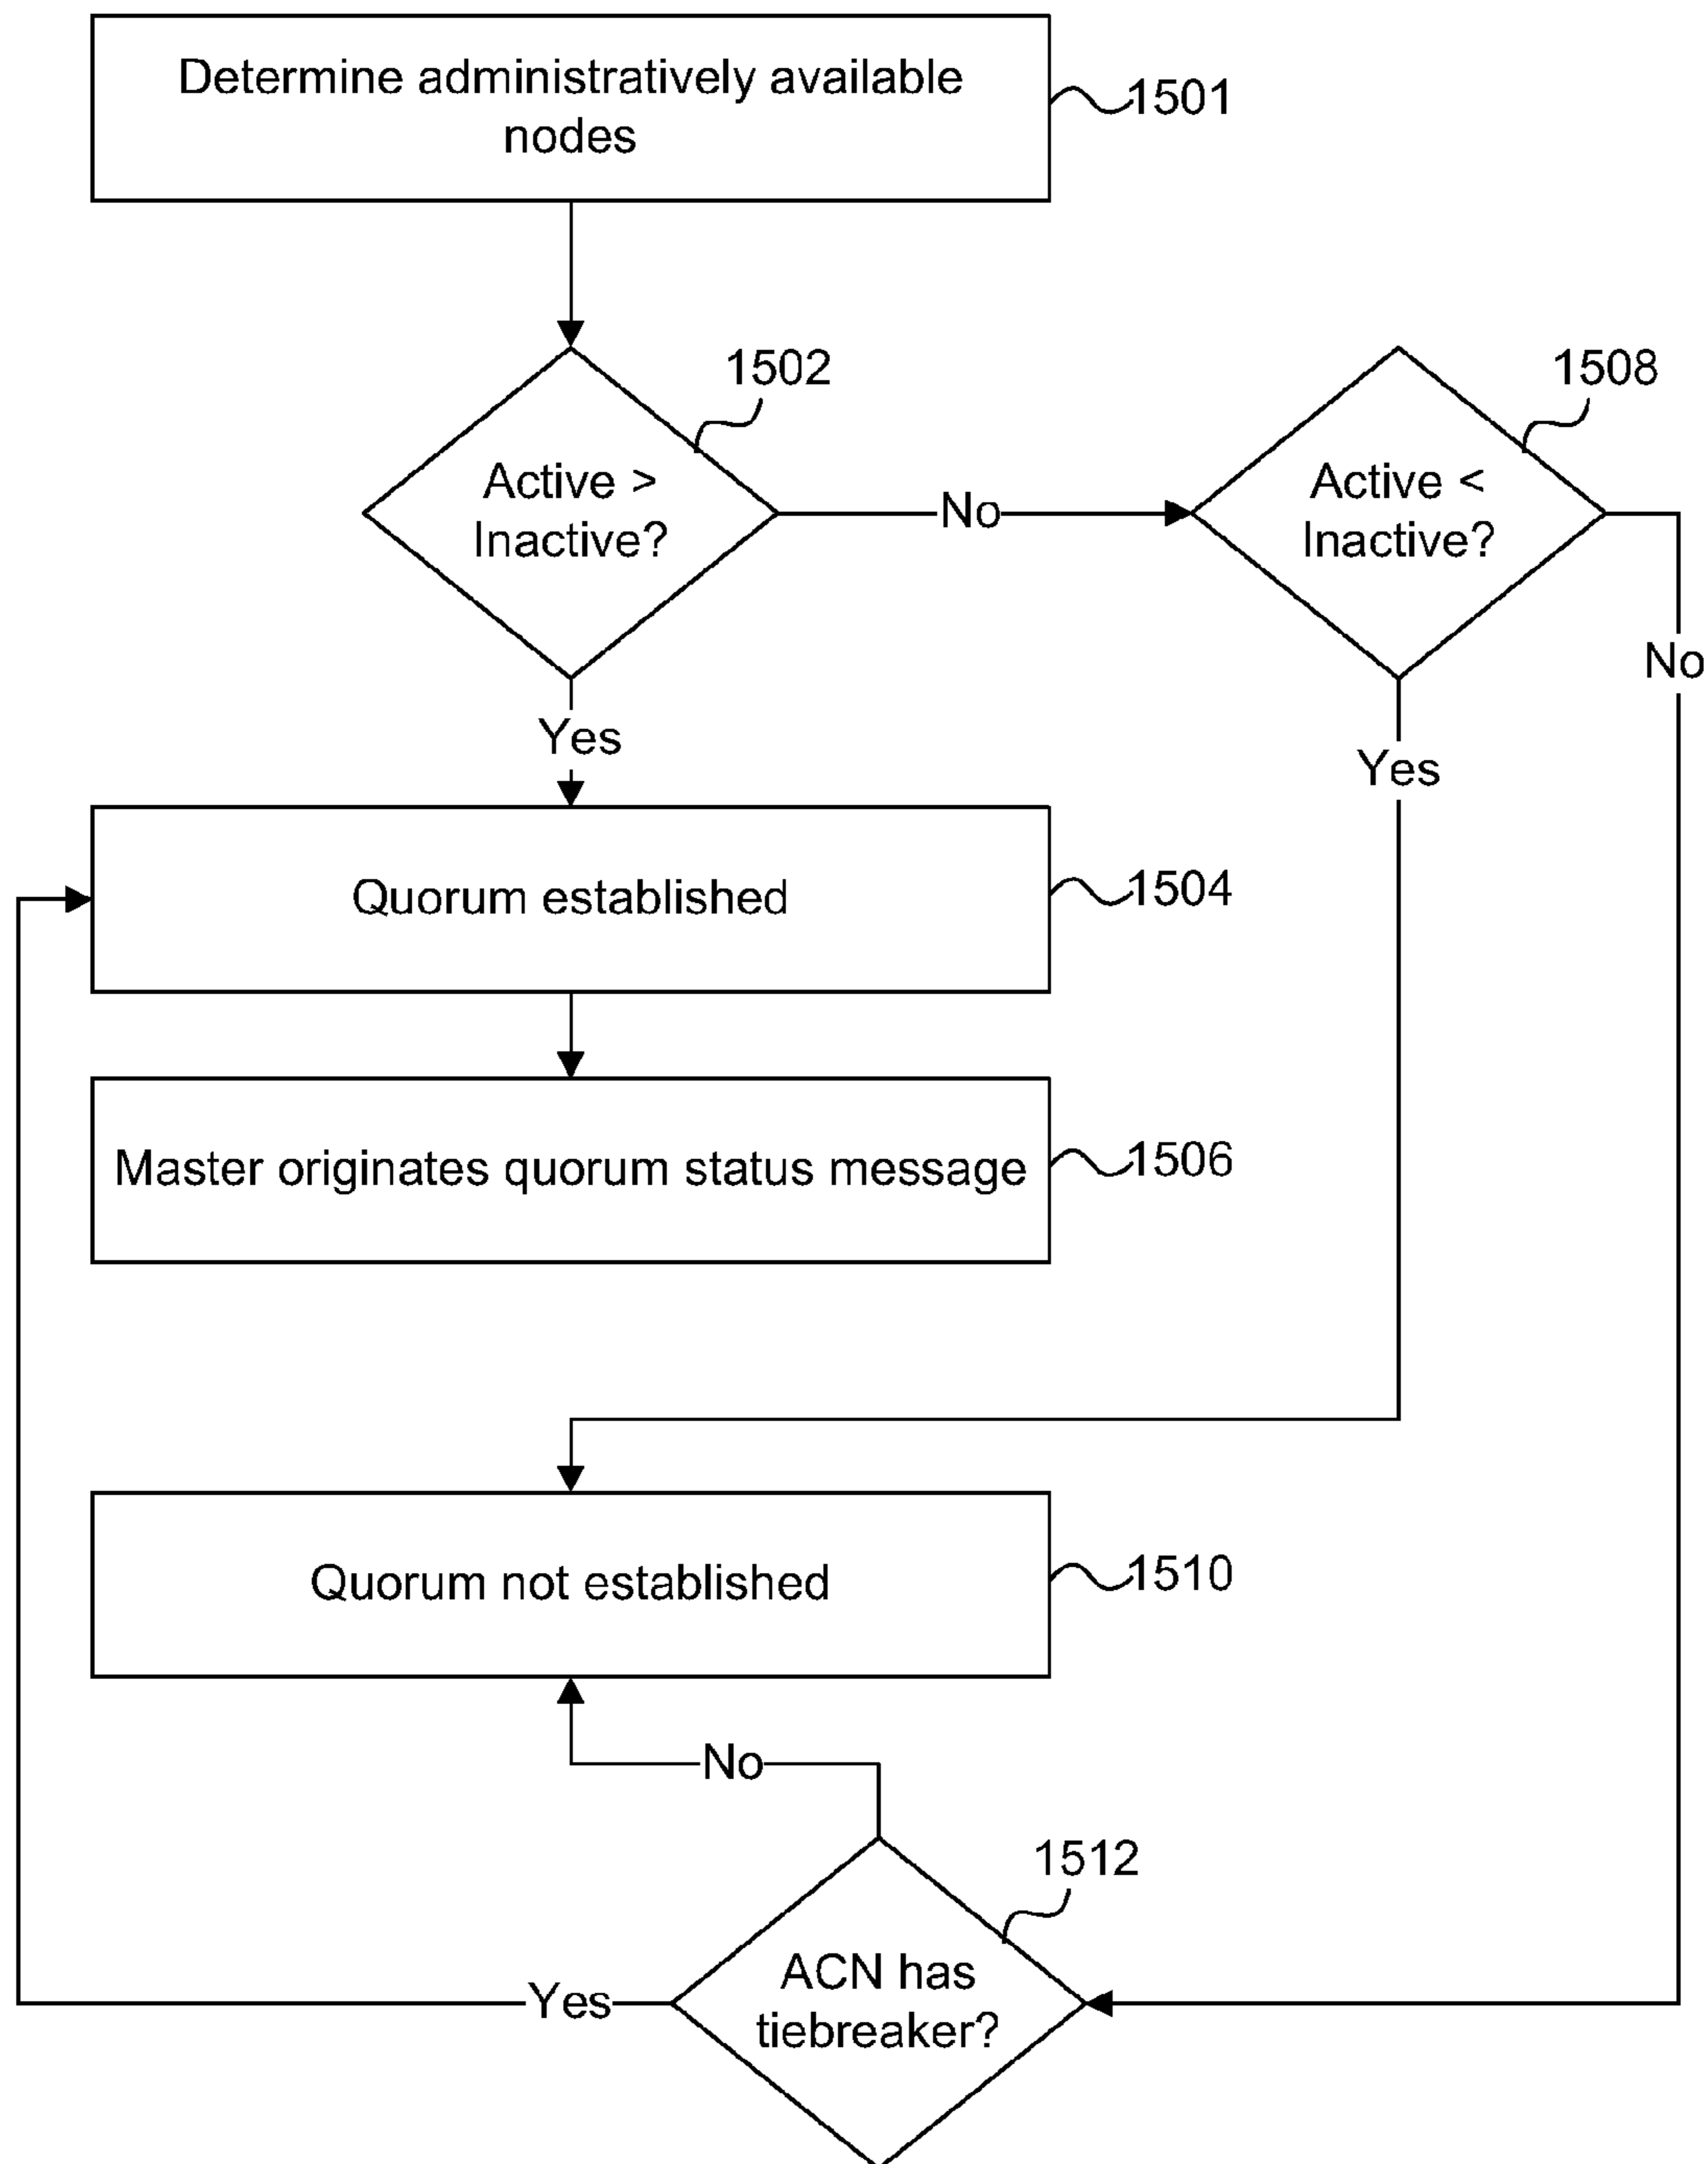 Determine administratively available
nodes
1501
1502
1508
Active >
Inactive?
No
Active <
Inactive?
No
Yes
Yes
Quorum established
1504
Master originates quorum status message
1506
Quorum not established
1510
No
1512
ACN has
tiebreaker?
Yes